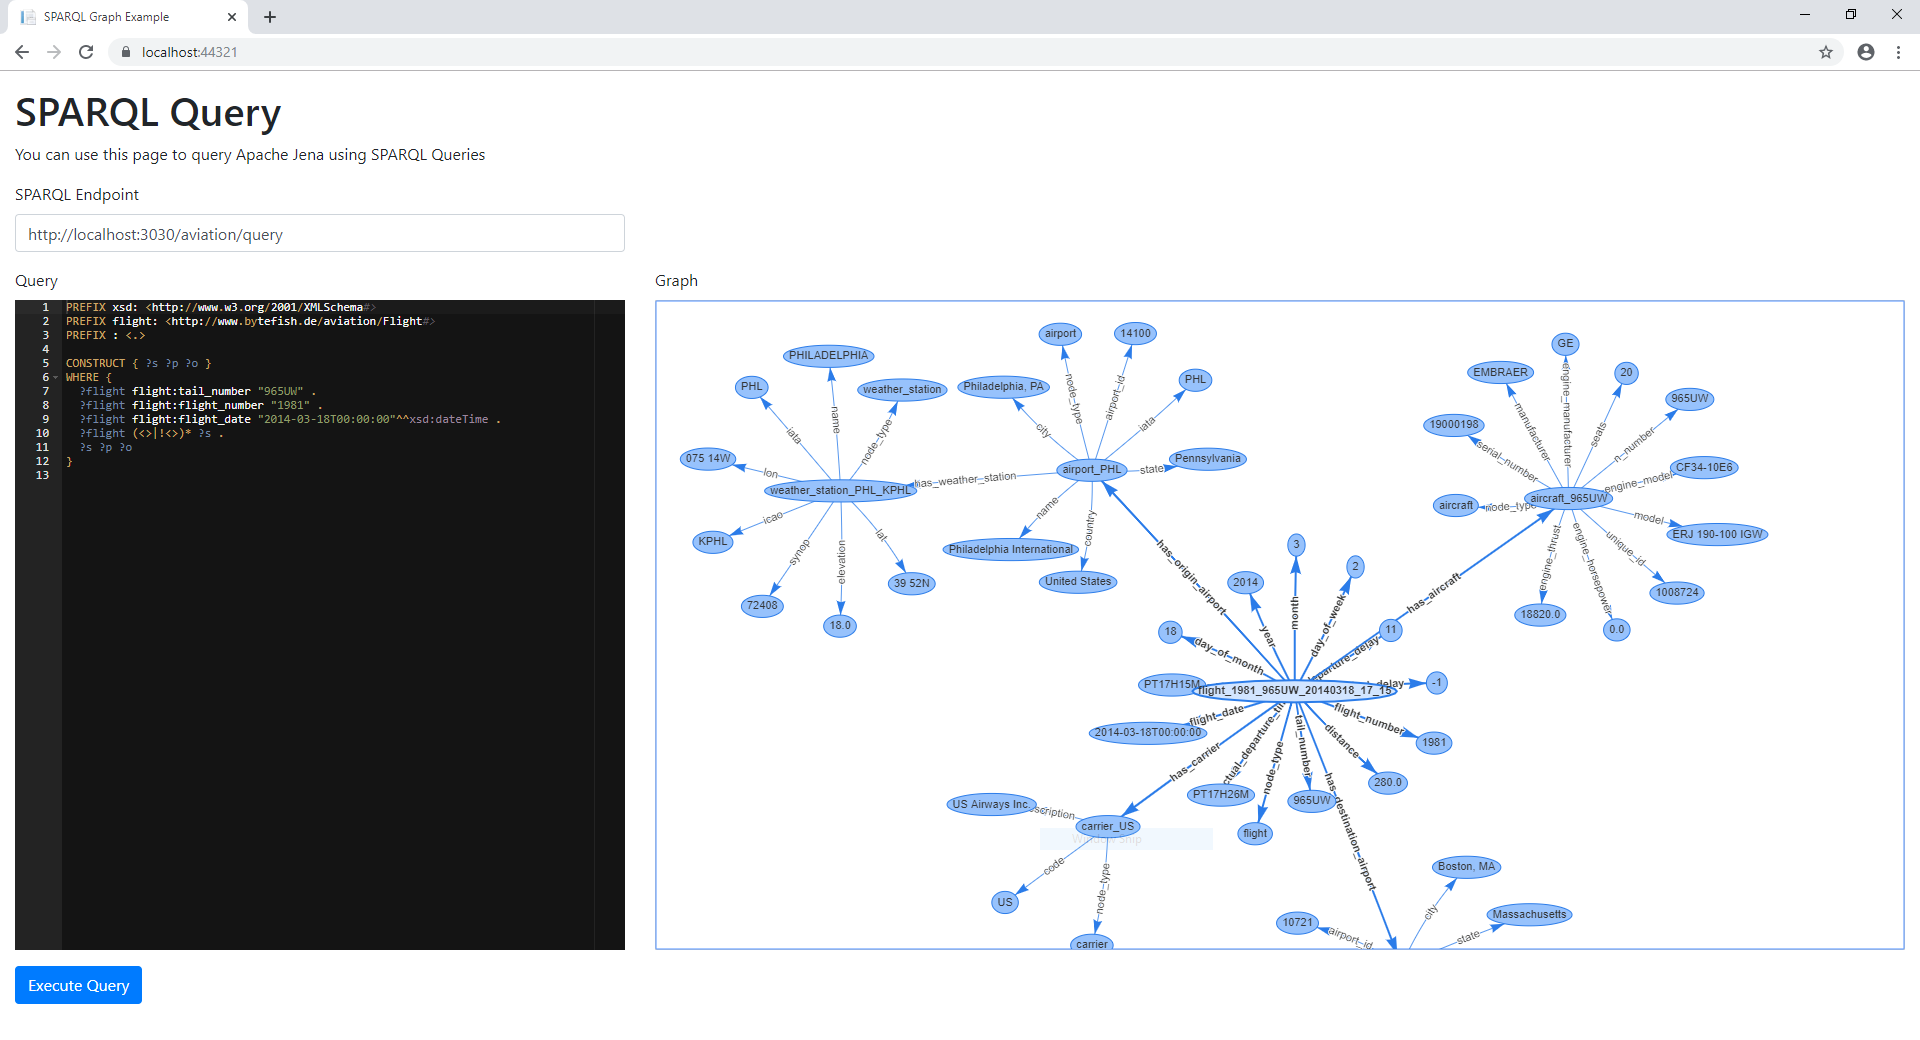 SPARQL Graph Example
localhost:44321
SPARQL Query
You can use this page to query Apache Jena using SPARQL Queries
SPARQL Endpoint
http://localhost:3030/aviation/query
Query
1 PREFIX xsd: <http://www.w3.org/2001/XMLSchema#>
2 PREFIX flight: <http://www.bytefish.de/aviation/Flight#>
3 PREFIX : <.>
4
5 CONSTRUCT { ?s ?p ?o }
6 WHERE {
7 ?flight flight:tail_number "965UW" .
8 ?flight flight:flight_number "1981" .
9 ?flight flight:flight_date "2014-03-18T00:00:00"^^xsd:dateTime .
10 ?flight (<>|!<>)* ?s .
11 ?s ?p ?o
12 }
13
Execute Query
Graph
PHILADELPHIA
PHL
weather_station
name
iata
node_type
075 14W
lon
weather_station_PHL_KPHL
has_weather_station
KPHL
icao
synop
elevation
lat
39 52N
72408
18.0
airport
14100
Philadelphia, PA
PHL
node_type
airport_id
city
iata
airport_PHL
state
Pennsylvania
name
country
Philadelphia International
United States
GE
EMBRAER
20
965UW
19000198
manufacturer
engine_manufacturer
seats
n_number
serial_number
CF34-10E6
engine_model
aircraft_965UW
aircraft
node_type
model
ERJ 190-100 IGW
engine_thrust
engine_horsepower
unique_id
1008724
18820.0
0.0
has_origin_airport
has_aircraft
3
2
2014
month
day_of_week
year
18
day_of_month
11
parture_delay
PT17H15M
flight_1981_965UW_20140318_17_15
delay
-1
flight_date
2014-03-18T00:00:00
flight_number
1981
has_carrier
ctual_departure_ti
node_type
tail_number
distance
280.0
PT17H26M
965UW
flight
has_destination_airport
US Airways Inc.
scription
carrier_US
Window Snip
code
node_type
US
carrier
Boston, MA
city
Massachusetts
state
10721
airport_id